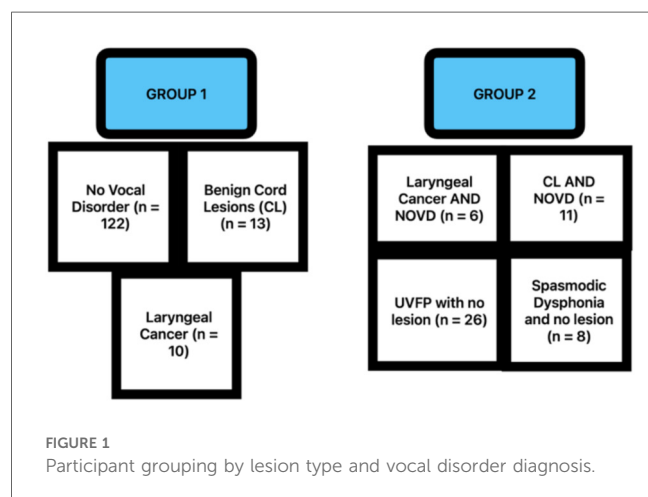 GROUP 1
GROUP 2
No Vocal
Disorder (n =
122)
Benign Cord
Lesions (CL)
(n = 13)
Laryngeal
Cancer (n =
10)
Laryngeal
Cancer AND
NOVD (n = 6)
CL AND
NOVD (n =
11)
UVFP with no
lesion (n = 26)
Spasmodic
Dysphonia
and no lesion
(n = 8)
FIGURE 1
Participant grouping by lesion type and vocal disorder diagnosis.